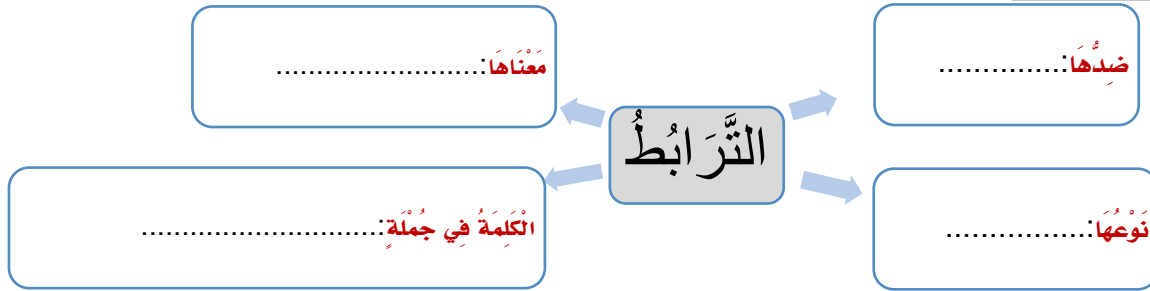 ضِدُّهَا:...............
مَعْنَاهَا:.........................
التَّرَابُطُ
نَوْعُهَا:.................
الْكَلِمَةُ فِي جُمْلَةٍ:.............................